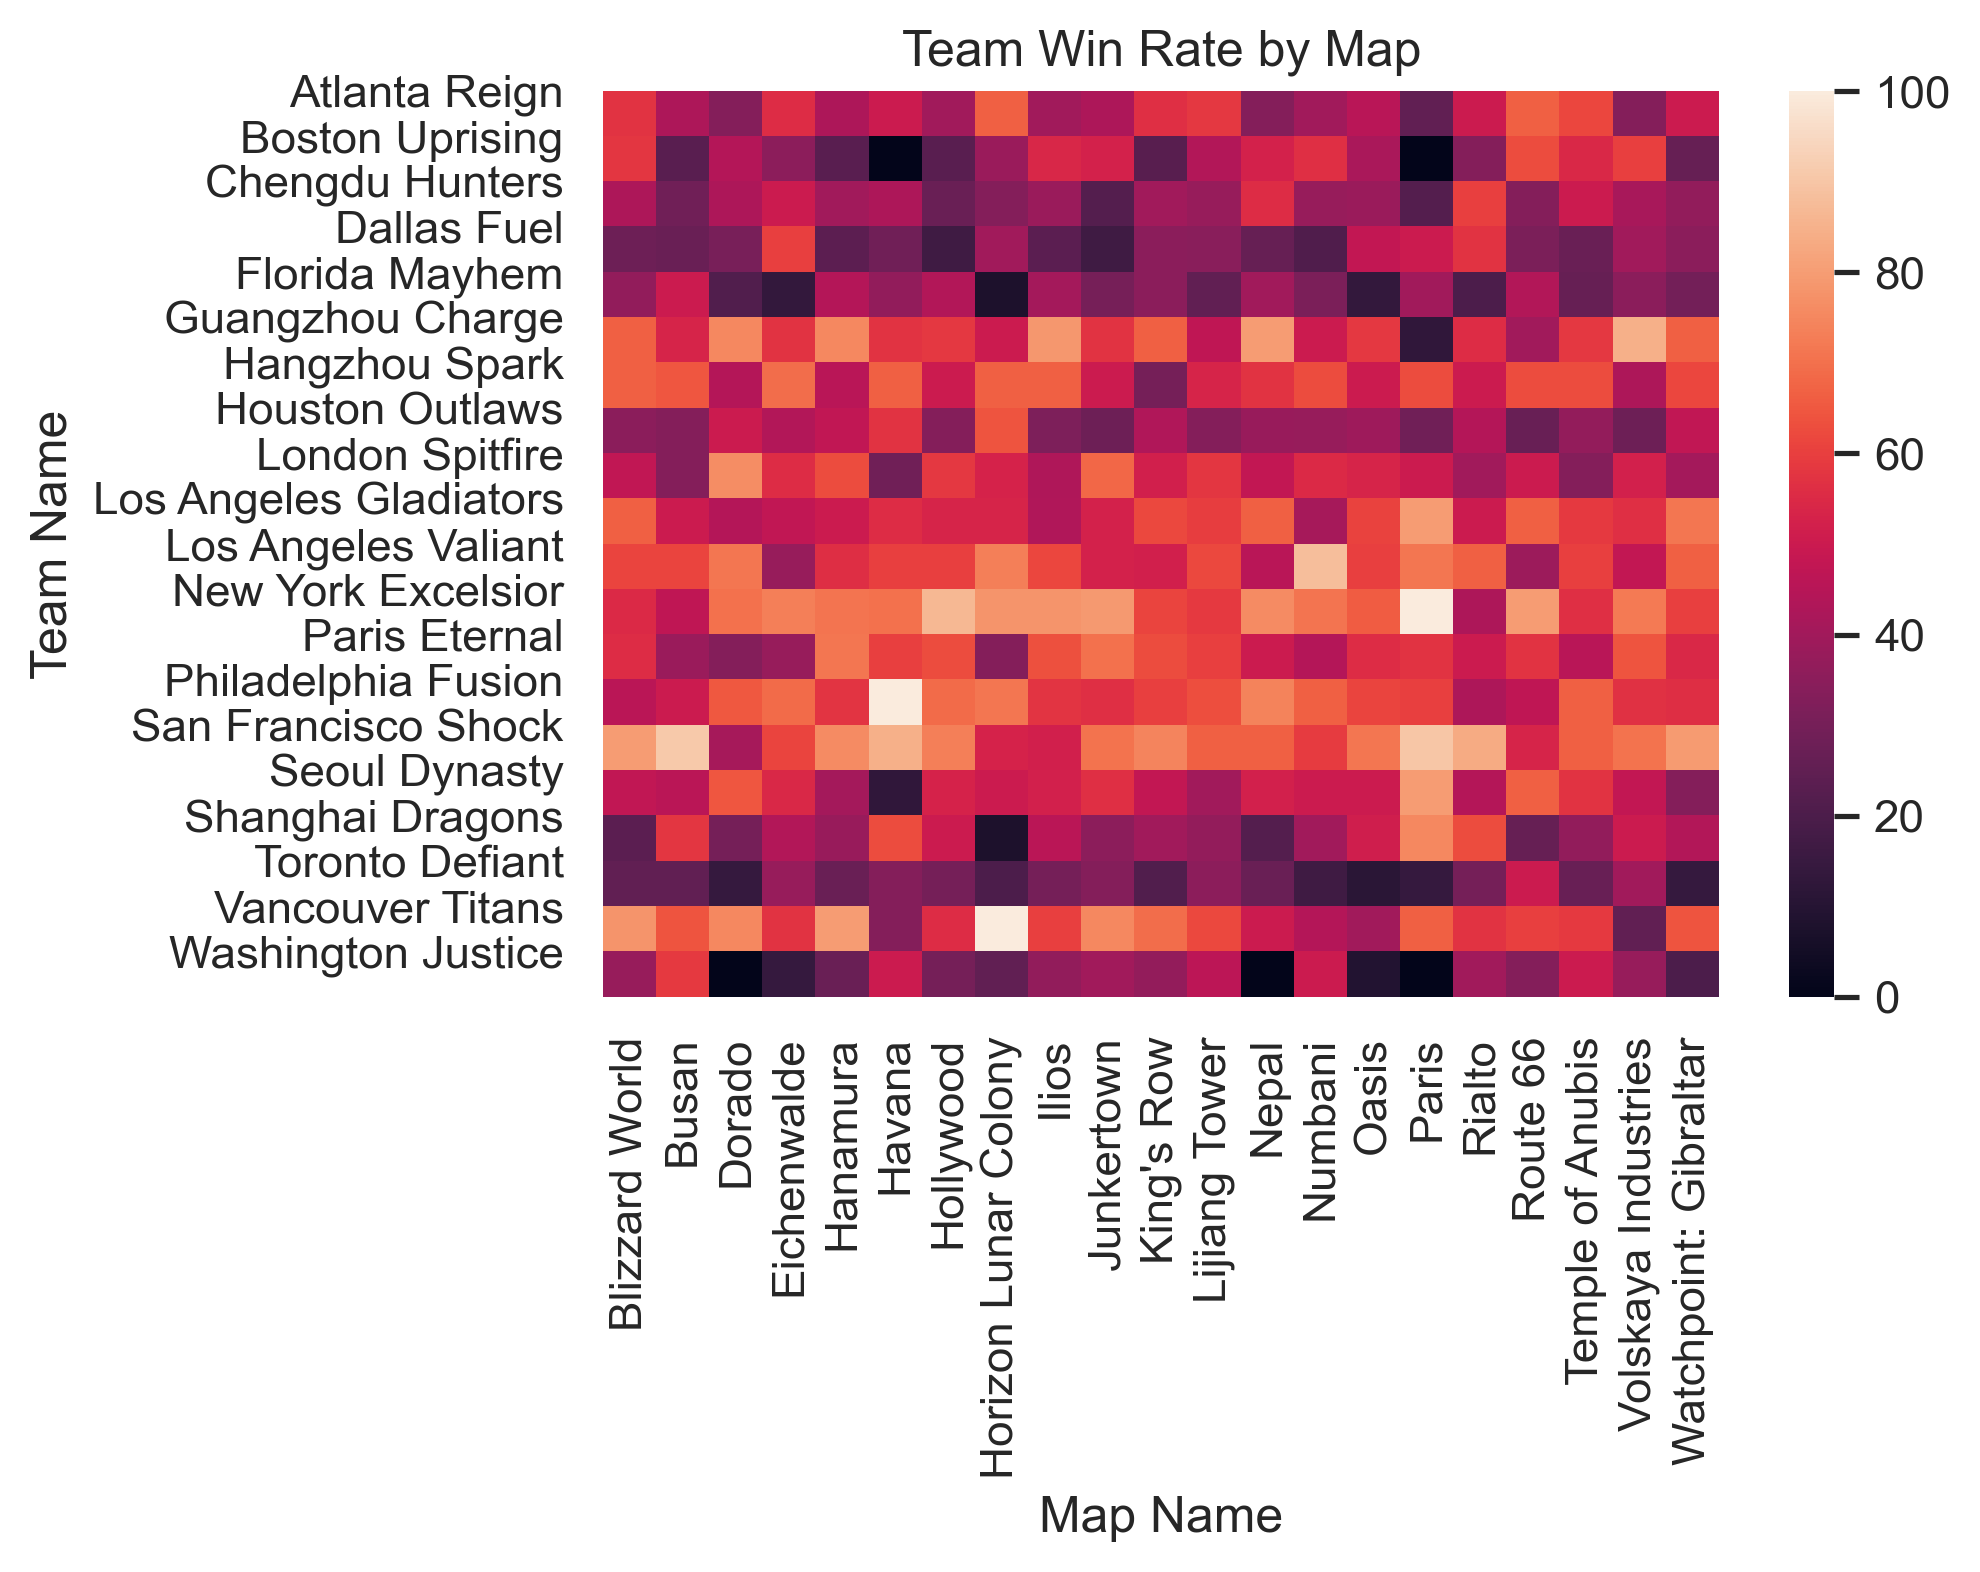 Team Win Rate by Map
Team Name
Atlanta Reign
Boston Uprising
Chengdu Hunters
Dallas Fuel
Florida Mayhem
Guangzhou Charge
Hangzhou Spark
Houston Outlaws
London Spitfire
Los Angeles Gladiators
Los Angeles Valiant
New York Excelsior
Paris Eternal
Philadelphia Fusion
San Francisco Shock
Seoul Dynasty
Shanghai Dragons
Toronto Defiant
Vancouver Titans
Washington Justice
Blizzard World
Busan
Dorado
Eichenwalde
Hanamura
Havana
Hollywood
Horizon Lunar Colony
Ilios
Junkertown
King's Row
Lijiang Tower
Nepal
Numbani
Oasis
Paris
Rialto
Route 66
Temple of Anubis
Volskaya Industries
Watchpoint: Gibraltar
Map Name
100
80
60
40
20
0